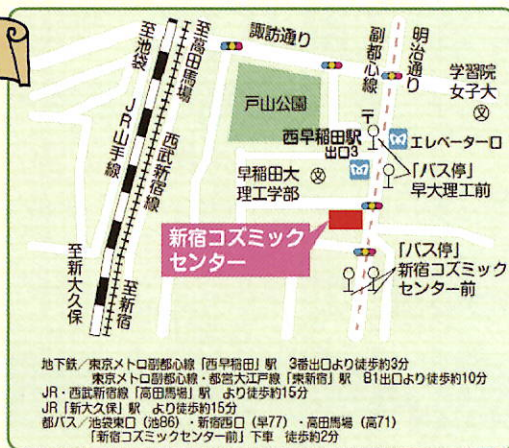 至池袋
至高田馬場
諏訪通り
副都心線
明治通り
学習院
女子大
文
戸山公園
〒
西早稲田駅
出口3
エレベーター口
JR山手線
西武新宿線
早稲田大
理工学部
文
「バス停」
早大理工前
新宿コズミック
センター
「バス停」
新宿コズミック
センター前
至新大久保
至新宿
地下鉄/東京メトロ副都心線「西早稲田」駅 3番出口より徒歩約3分
東京メトロ副都心線・都営大江戸線「東新宿」駅 B1出口より徒歩約10分
JR・西武新宿線「高田馬場」駅 より徒歩約15分
JR「新大久保」駅 より徒歩約15分
都バス/池袋東口(池86)・新宿西口(早77)・高田馬場(高71)
「新宿コズミックセンター前」下車 徒歩約2分